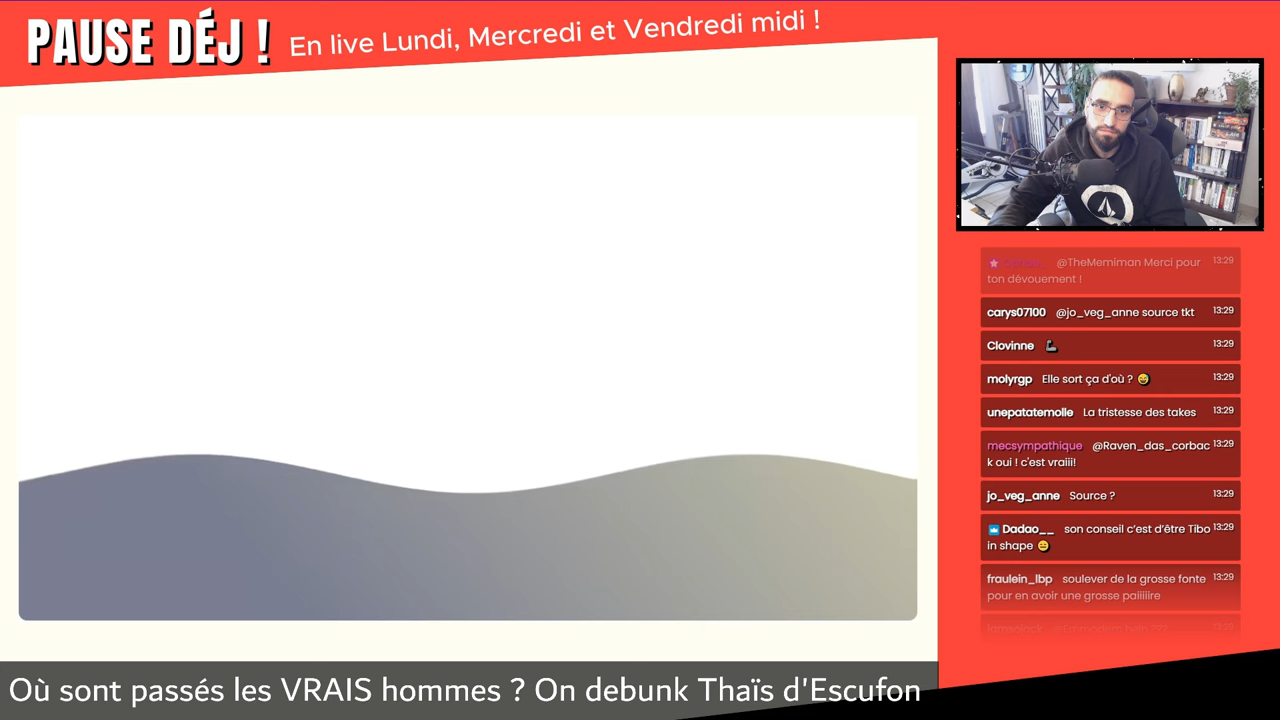 PAUSE DÉJ !
En live Lundi, Mercredi et Vendredi midi !
@TheMemiman Merci pour 13:29
ton dévouement !
carys07100 @jo_veg_anne source tkt 13:29
Clovinne 13:29
molyrgp Elle sort ça d'où ? 😅 13:29
unepatatemolle La tristesse des takes 13:29
mecsympathique @Raven_das_corbac 13:29
k oui ! c'est vraiii!
jo_veg_anne Source ? 13:29
Dadao__ son conseil c'est d'être Tibo 13:29
in shape 😄
fraulein_lbp soulever de la grosse fonte 13:29
pour en avoir une grosse paiiiiire
13:29
Où sont passés les VRAIS hommes ? On debunk Thaïs d'Escufon